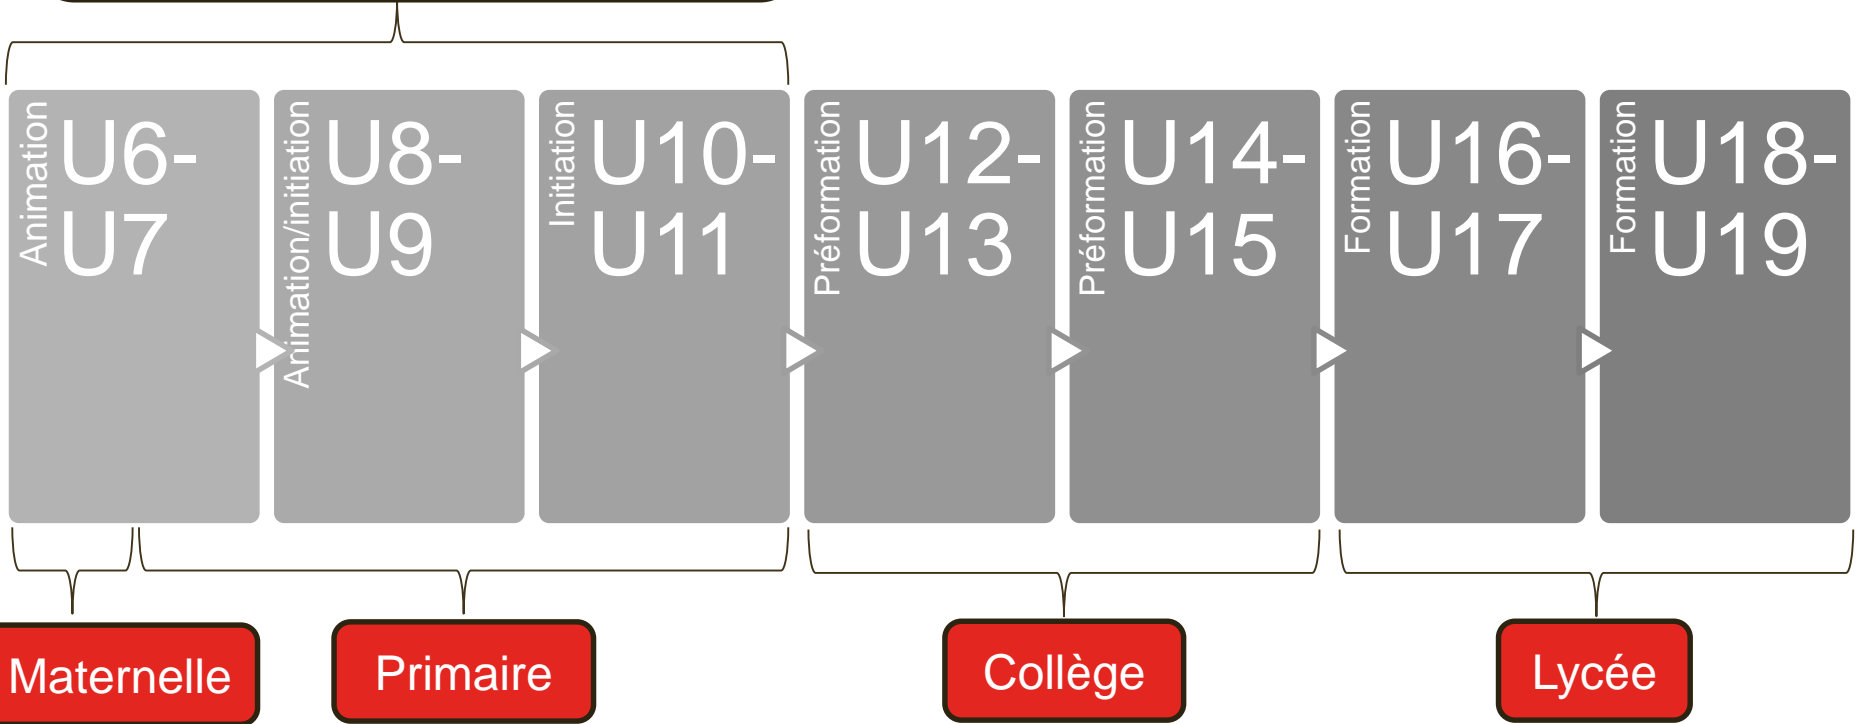 Animation
U6-
U7
Animation/initiation
U8-
U9
Initiation
U10-
U11
Préformation
U12-
U13
Préformation
U14-
U15
Formation
U16-
U17
Formation
U18-
U19
Maternelle
Primaire
Collège
Lycée